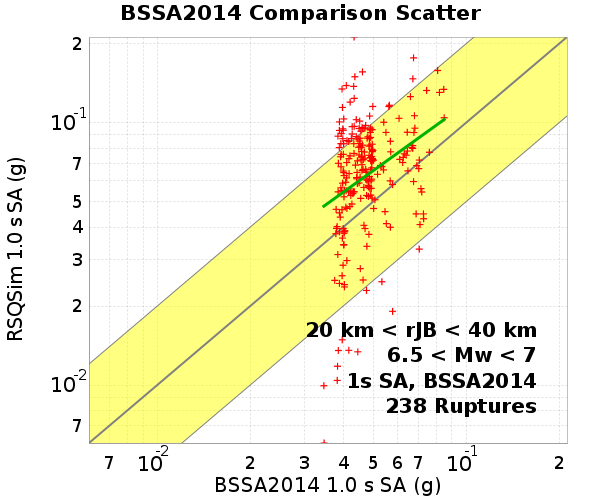 BSSA2014 Comparison Scatter
2
10-1
7
5
4
3
2
10-2
7
RSQSim 1.0 s SA (g)
20 km < rJB < 40 km
6.5 < Mw < 7
1s SA, BSSA2014
238 Ruptures
7 10-2 2 3 4 5 6 7 10-1 2
BSSA2014 1.0 s SA (g)